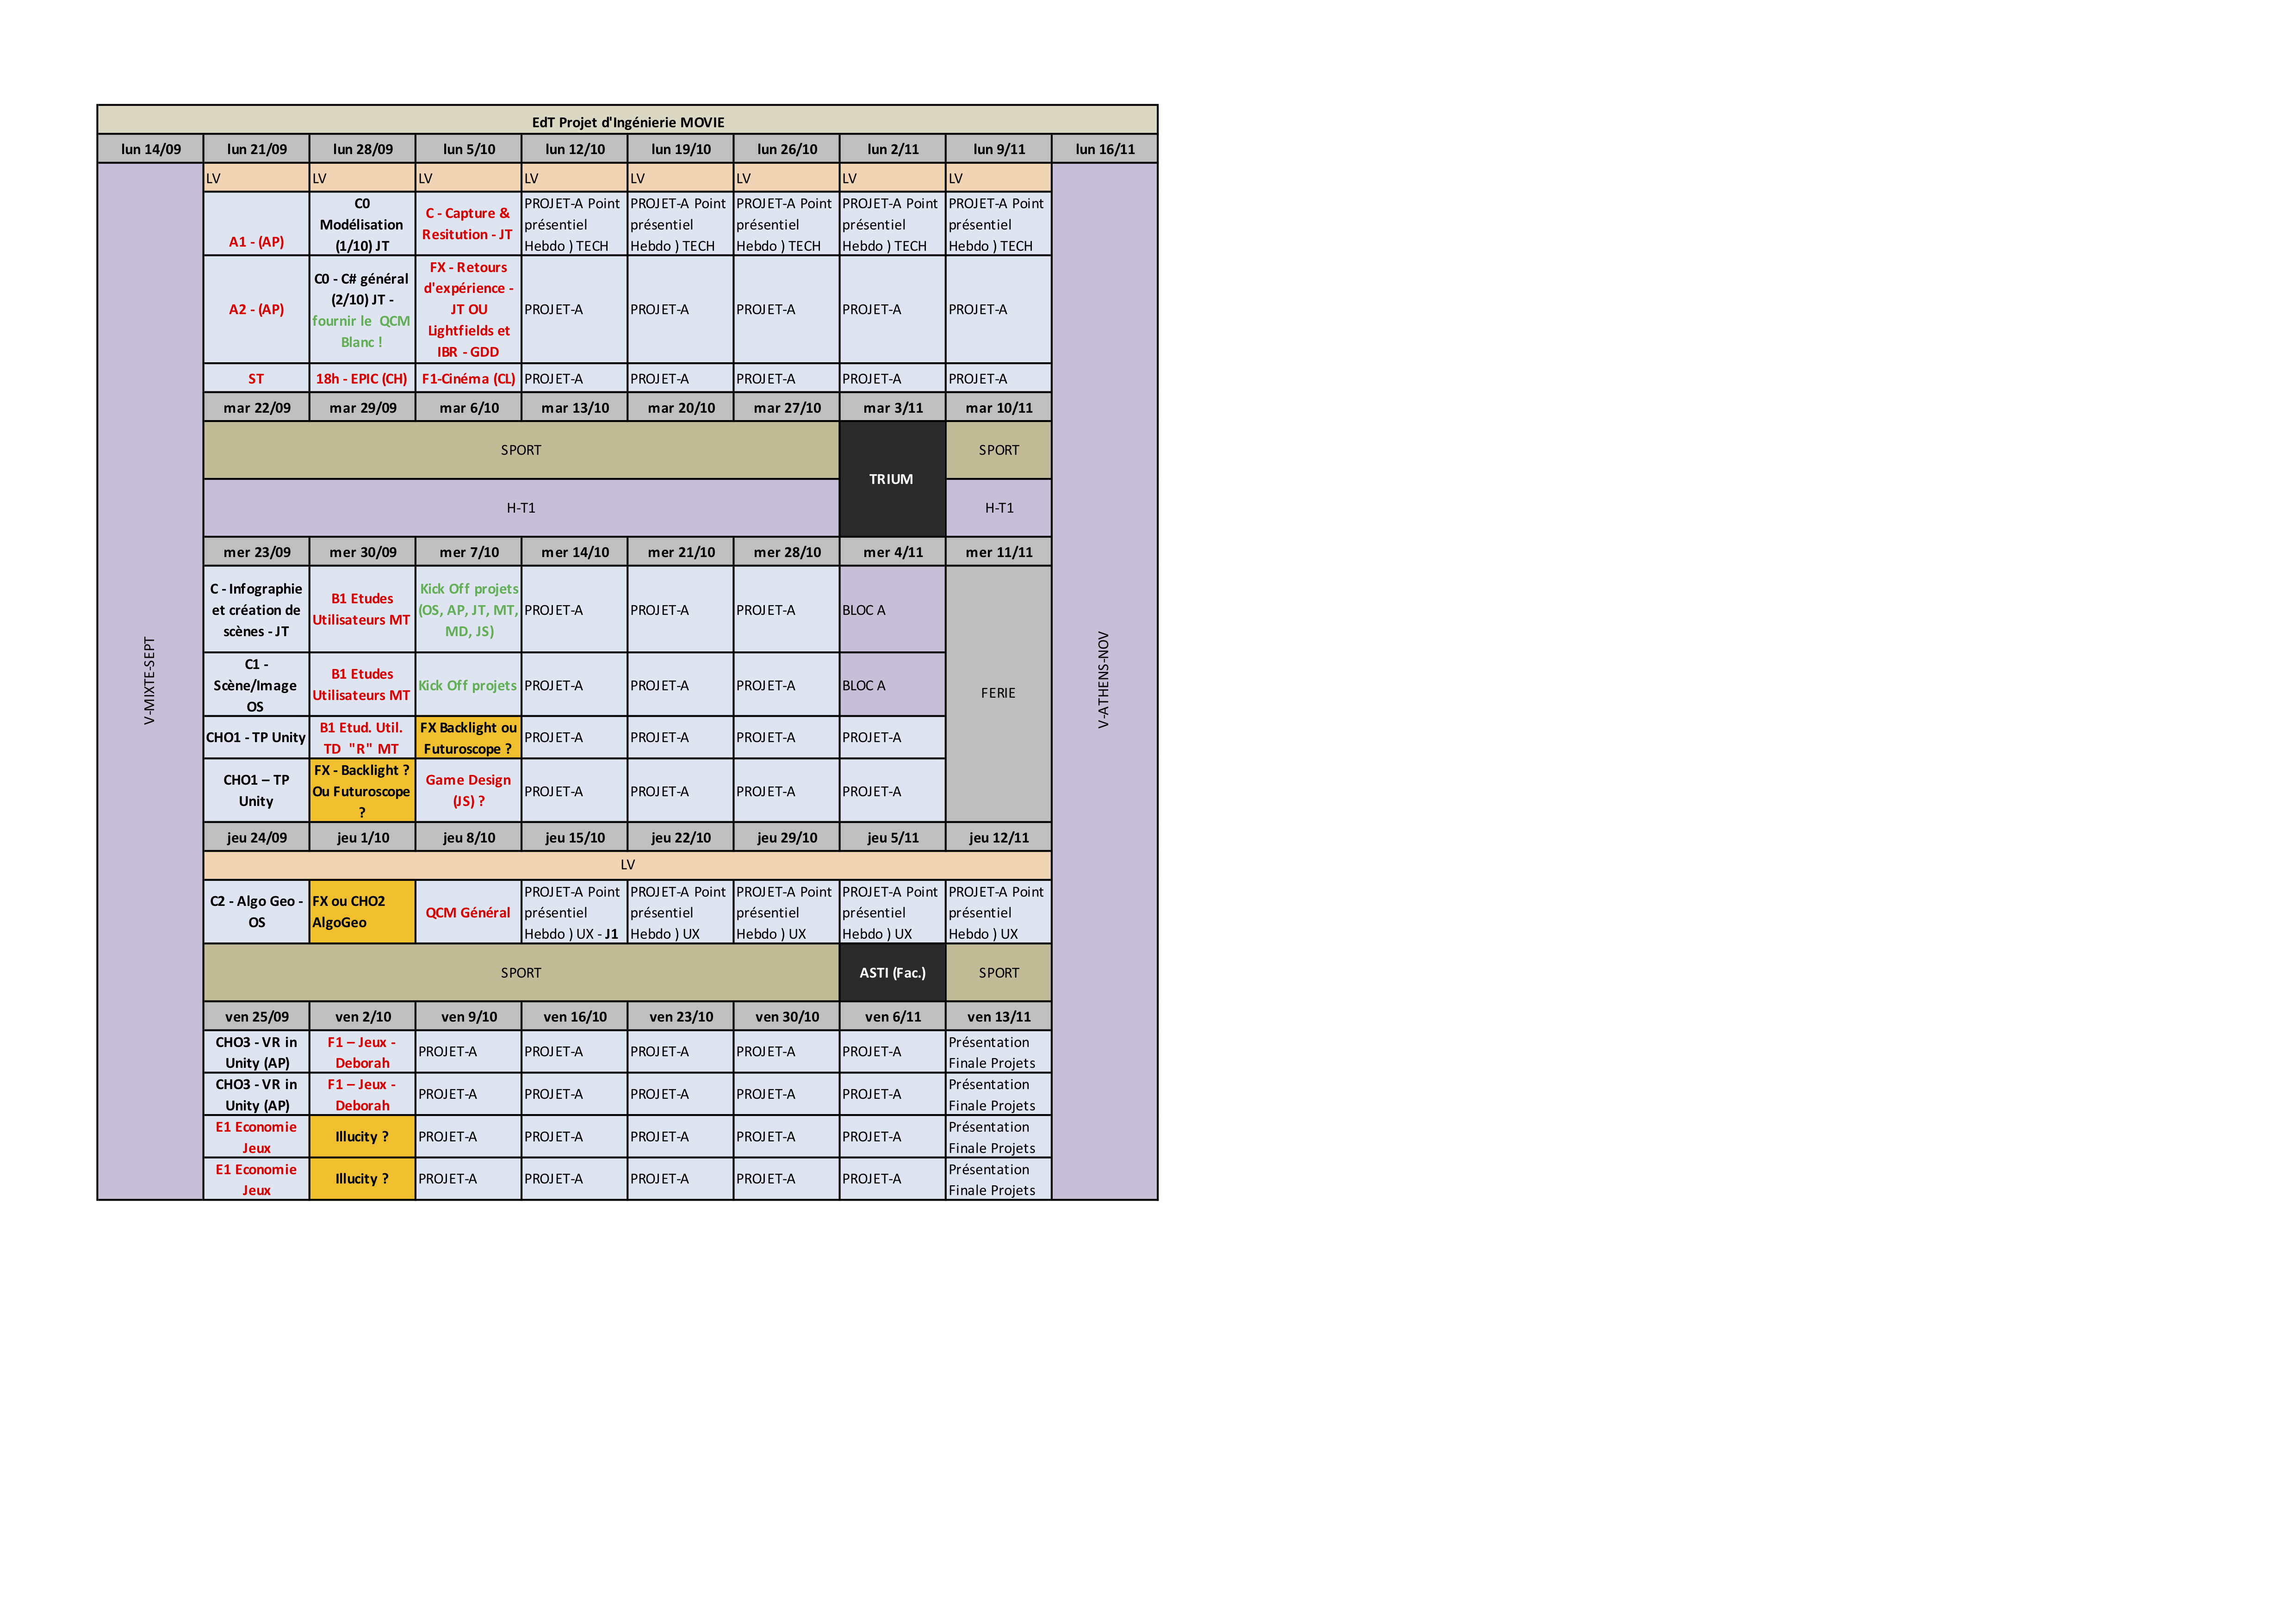 EdT Projet d'Ingénierie MOVIE
lun 14/09 lun 21/09 lun 28/09 lun 5/10 lun 12/10 lun 19/10 lun 26/10 lun 2/11 lun 9/11 lun 16/11
V-MIXTE-SEPT
LV LV LV LV LV LV LV LV
A1 - (AP)
C0
Modélisation
(1/10) JT
C - Capture &
Resitution - JT
PROJET-A Point
présentiel
Hebdo ) TECH
PROJET-A Point
présentiel
Hebdo ) TECH
PROJET-A Point
présentiel
Hebdo ) TECH
PROJET-A Point
présentiel
Hebdo ) TECH
PROJET-A Point
présentiel
Hebdo ) TECH
A2 - (AP)
C0 - C# général
(2/10) JT -
fournir le QCM
Blanc !
FX - Retours
d'expérience -
JT OU
Lightfields et
IBR - GDD
PROJET-A PROJET-A PROJET-A PROJET-A PROJET-A
ST 18h - EPIC (CH) F1-Cinéma (CL) PROJET-A PROJET-A PROJET-A PROJET-A PROJET-A
mar 22/09 mar 29/09 mar 6/10 mar 13/10 mar 20/10 mar 27/10 mar 3/11 mar 10/11
SPORT TRIUM SPORT
H-T1 H-T1
mer 23/09 mer 30/09 mer 7/10 mer 14/10 mer 21/10 mer 28/10 mer 4/11 mer 11/11
C - Infographie
et création de
scènes - JT
B1 Etudes
Utilisateurs MT
Kick Off projets
(OS, AP, JT, MT,
MD, JS)
PROJET-A PROJET-A PROJET-A BLOC A
FERIE
C1 -
Scène/Image
OS
B1 Etudes
Utilisateurs MT
Kick Off projets PROJET-A PROJET-A PROJET-A BLOC A
CHO1 - TP Unity
B1 Etud. Util.
TD "R" MT
FX Backlight ou
Futuroscope ?
PROJET-A PROJET-A PROJET-A PROJET-A
CHO1 – TP
Unity
FX - Backlight ?
Ou Futuroscope
?
Game Design
(JS) ?
PROJET-A PROJET-A PROJET-A PROJET-A
jeu 24/09 jeu 1/10 jeu 8/10 jeu 15/10 jeu 22/10 jeu 29/10 jeu 5/11 jeu 12/11
LV
C2 - Algo Geo -
OS
FX ou CHO2
AlgoGeo
QCM Général
PROJET-A Point
présentiel
Hebdo ) UX - J1
PROJET-A Point
présentiel
Hebdo ) UX
PROJET-A Point
présentiel
Hebdo ) UX
PROJET-A Point
présentiel
Hebdo ) UX
PROJET-A Point
présentiel
Hebdo ) UX
SPORT ASTI (Fac.) SPORT
ven 25/09 ven 2/10 ven 9/10 ven 16/10 ven 23/10 ven 30/10 ven 6/11 ven 13/11
CHO3 - VR in
Unity (AP)
F1 – Jeux -
Deborah
PROJET-A PROJET-A PROJET-A PROJET-A PROJET-A
Présentation
Finale Projets
CHO3 - VR in
Unity (AP)
F1 – Jeux -
Deborah
PROJET-A PROJET-A PROJET-A PROJET-A PROJET-A
Présentation
Finale Projets
E1 Economie
Jeux
Illucity ?
PROJET-A PROJET-A PROJET-A PROJET-A PROJET-A
Présentation
Finale Projets
E1 Economie
Jeux
Illucity ?
PROJET-A PROJET-A PROJET-A PROJET-A PROJET-A
Présentation
Finale Projets
V-ATHENS-NOV